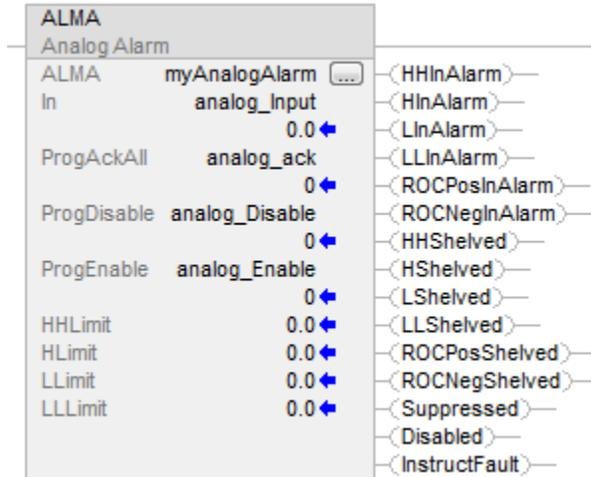 ALMA
Analog Alarm
ALMA myAnalogAlarm ... (HHInAlarm)
In analog_Input (HInAlarm)
0.0 (LInAlarm)
ProgAckAll analog_ack (LLInAlarm)
0 (ROCPosInAlarm)
ProgDisable analog_Disable (ROCNegInAlarm)
0 (HHShelved)
ProgEnable analog_Enable (HShelved)
0 (LShelved)
HHLimit 0.0 (LLShelved)
HLimit 0.0 (ROCPosShelved)
LLimit 0.0 (ROCNegShelved)
LLLimit 0.0 (Suppressed)
(Disabled)
(InstructFault)